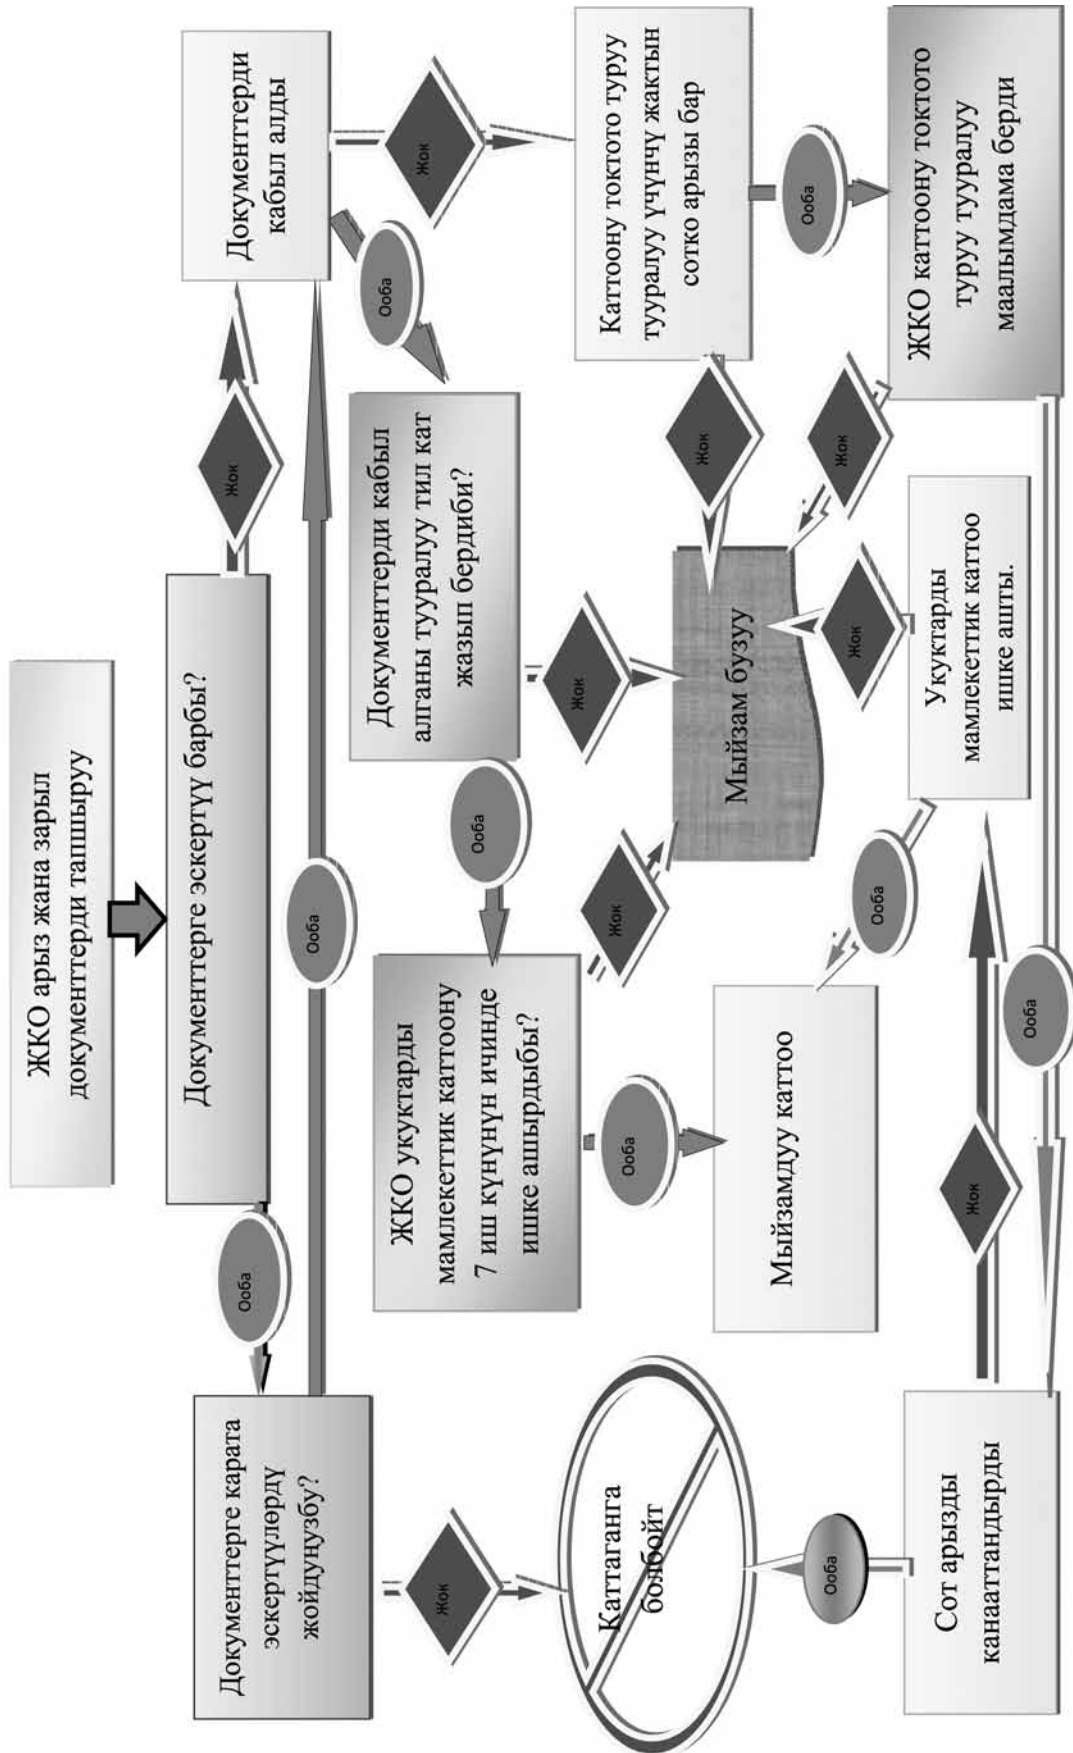 ЖКО арыз жана зарыл
документтерди тапшыруу
Документтерге эскертүү барбы?
Ооба
Жок
Документтерге карата
эскертүүлөрдү
жойдуңузбу?
Ооба
Документтерди
кабыл алды
Жок
Ооба
Жок
Документтерди кабыл
алганы тууралуу тил кат
жазып бердиби?
Ооба
Жок
ЖКО укуктарды
мамлекеттик каттоону
7 иш күнүнүн ичинде
ишке ашырдыбы?
Жок
Ооба
Каттаганга
болбойт
Мыйзам бузуу
Каттоону токтото туруу
тууралуу үчүнчү жактын
сотко арызы бар
Жок
Ооба
Мыйзамдуу каттоо
Ооба
Жок
Жок
Укуктарды
мамлекеттик каттоо
ишке ашты.
ЖКО каттоону токтото
туруу тууралуу
маалымдама берди
Ооба
Сот арызды
канааттандырды
Жок
Ооба